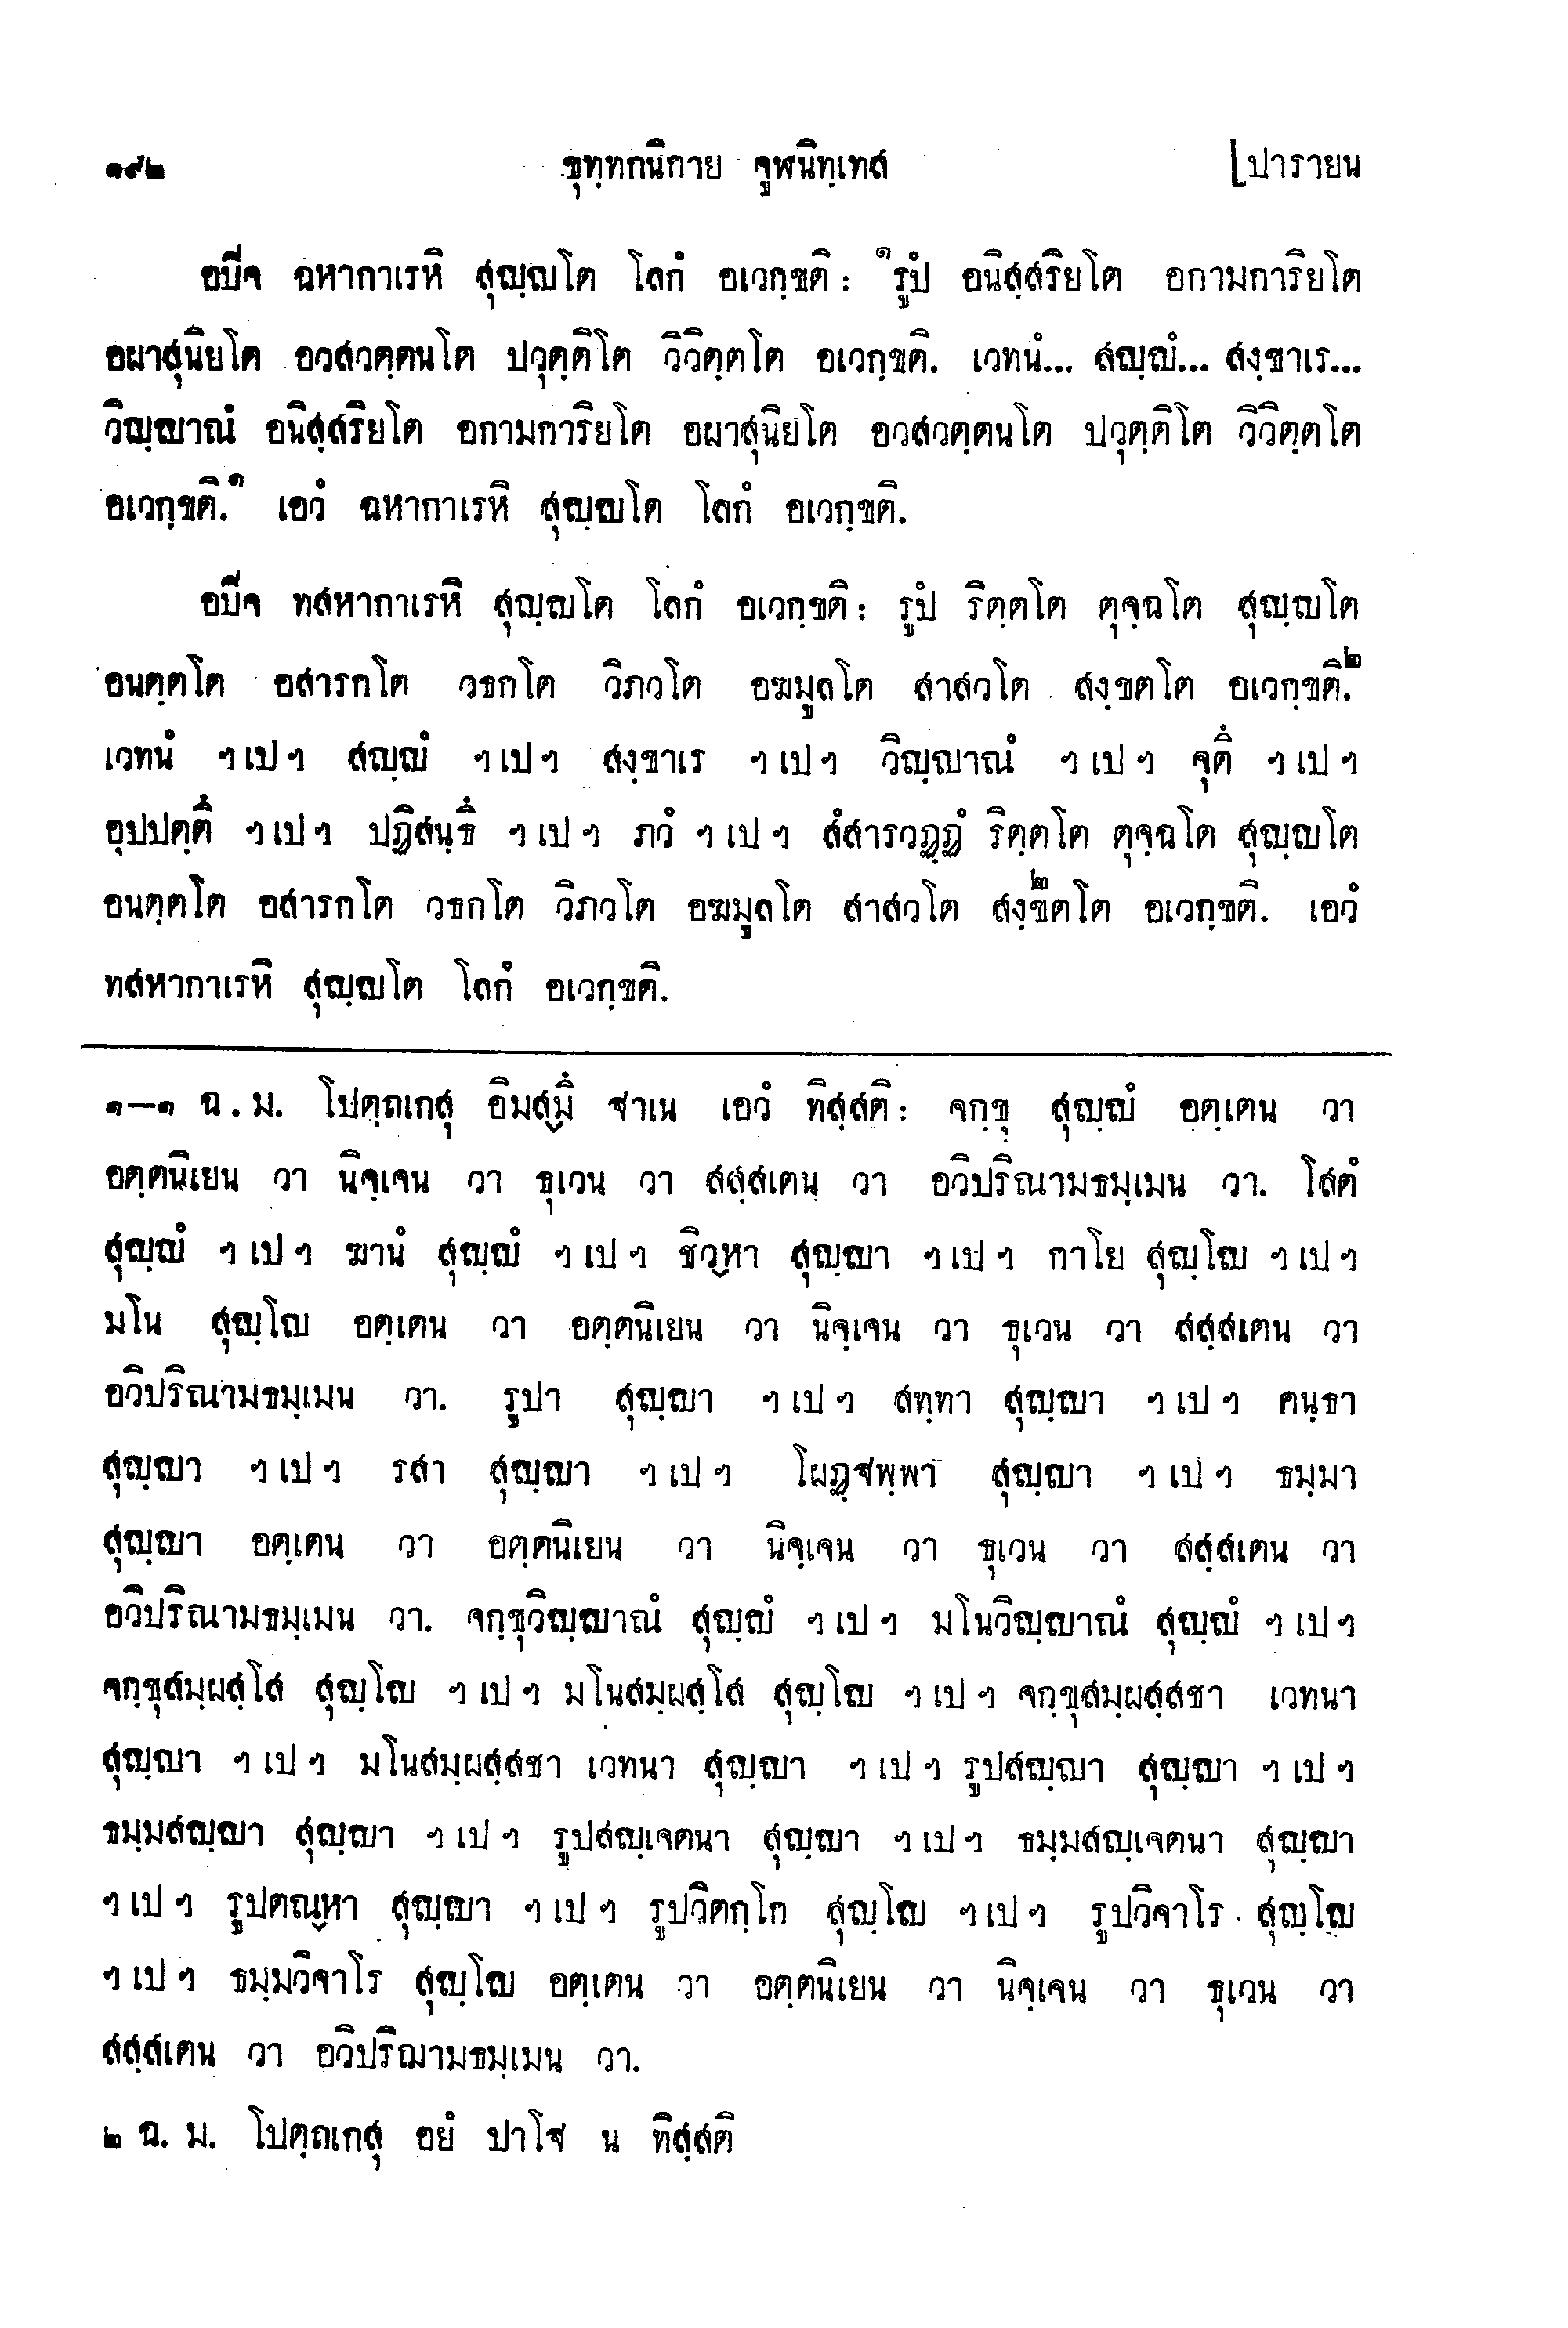 ๑๙๒ ขุทฺทกนิกาย จูฬนิทฺเทส [ปารายน
อปิจ ฉหากาเรหิ สุญฺญโต โลกํ อเวกฺขติ : ๑รูปํ อนิสฺสริยโต อกามการิยโต
อผาสุนิยโต อวสวตฺตนโต ปวุตฺติโต วิวิตฺตโต อเวกฺขติ. เวทนํ... สญฺญํ... สงฺขาเร...
วิญฺญาณํ อนิสฺสริยโต อกามการิยโต อผาสุนิยโต อวสวตฺตนโต ปวุตฺติโต วิวิตฺตโต
อเวกฺขติ.๑ เอวํ ฉหากาเรหิ สุญฺญโต โลกํ อเวกฺขติ.
อปิจ ทสหากาเรหิ สุญฺญโต โลกํ อเวกฺขติ : รูปํ ริตฺตโต ตุจฺฉโต สุญฺญโต
อนตฺตโต อสารกโต วธกโต วิภวโต อฆมูลโต สาสวโต สงฺขตโต อเวกฺขติ.๒
เวทนํ ฯ เป ฯ สญฺญํ ฯ เป ฯ สงฺขาเร ฯ เป ฯ วิญฺญาณํ ฯ เป ฯ จุตึ ฯ เป ฯ
อุปปตฺตึ ฯ เป ฯ ปฏิสนฺธึ ฯ เป ฯ ภวํ ฯ เป ฯ สํสารวฏฺฏํ ริตฺตโต ตุจฺฉโต สุญฺญโต
อนตฺตโต อสารกโต วธกโต วิภวโต อฆมูลโต สาสวโต สงฺขตโต๒ อเวกฺขติ. เอวํ
ทสหากาเรหิ สุญฺญโต โลกํ อเวกฺขติ.
๑—๑ ฉ. ม. โปตฺถเกสุ อิมสฺมึ ฐาเน เอวํ ทิสฺสติ : จกฺขุ สุญฺญํ อตฺเตน วา
อตฺตนิเยน วา นิจฺเจน วา ธุเวน วา สสฺสเตน วา อวิปริณามธมฺเมน วา. โสตํ
สุญฺญํ ฯ เป ฯ ฆานํ สุญฺญํ ฯ เป ฯ ชิวฺหา สุญฺญา ฯ เป ฯ กาโย สุญฺโญ ฯ เป ฯ
มโน สุญฺโญ อตฺเตน วา อตฺตนิเยน วา นิจฺเจน วา ธุเวน วา สสฺสเตน วา
อวิปริณามธมฺเมน วา. รูปา สุญฺญา ฯ เป ฯ สทฺทา สุญฺญา ฯ เป ฯ คนฺธา
สุญฺญา ฯ เป ฯ รสา สุญฺญา ฯ เป ฯ โผฏฺฐพฺพา สุญฺญา ฯ เป ฯ ธมฺมา
สุญฺญา อตฺเตน วา อตฺตนิเยน วา นิจฺเจน วา ธุเวน วา สสฺสเตน วา
อวิปริณามธมฺเมน วา. จกฺขุวิญฺญาณํ สุญฺญํ ฯ เป ฯ มโนวิญฺญาณํ สุญฺญํ ฯ เป ฯ
จกฺขุสมฺผสฺโส สุญฺโญ ฯ เป ฯ มโนสมฺผสฺโส สุญฺโญ ฯ เป ฯ จกฺขุสมฺผสฺสชา เวทนา
สุญฺญา ฯ เป ฯ มโนสมฺผสฺสชา เวทนา สุญฺญา ฯ เป ฯ รูปสญฺญา สุญฺญา ฯ เป ฯ
ธมฺมสญฺญา สุญฺญา ฯ เป ฯ รูปสญฺเจตนา สุญฺญา ฯ เป ฯ ธมฺมสญฺเจตนา สุญฺญา
ฯ เป ฯ รูปตณฺหา สุญฺญา ฯ เป ฯ รูปวิตกฺโก สุญฺโญ ฯ เป ฯ รูปวิจาโร สุญฺโญ
ฯ เป ฯ ธมฺมวิจาโร สุญฺโญ อตฺเตน วา อตฺตนิเยน วา นิจฺเจน วา ธุเวน วา
สสฺสเตน วา อวิปริณามธมฺเมน วา.
๒ ฉ. ม. โปตฺถเกสุ อยํ ปาโฐ น ทิสฺสติ